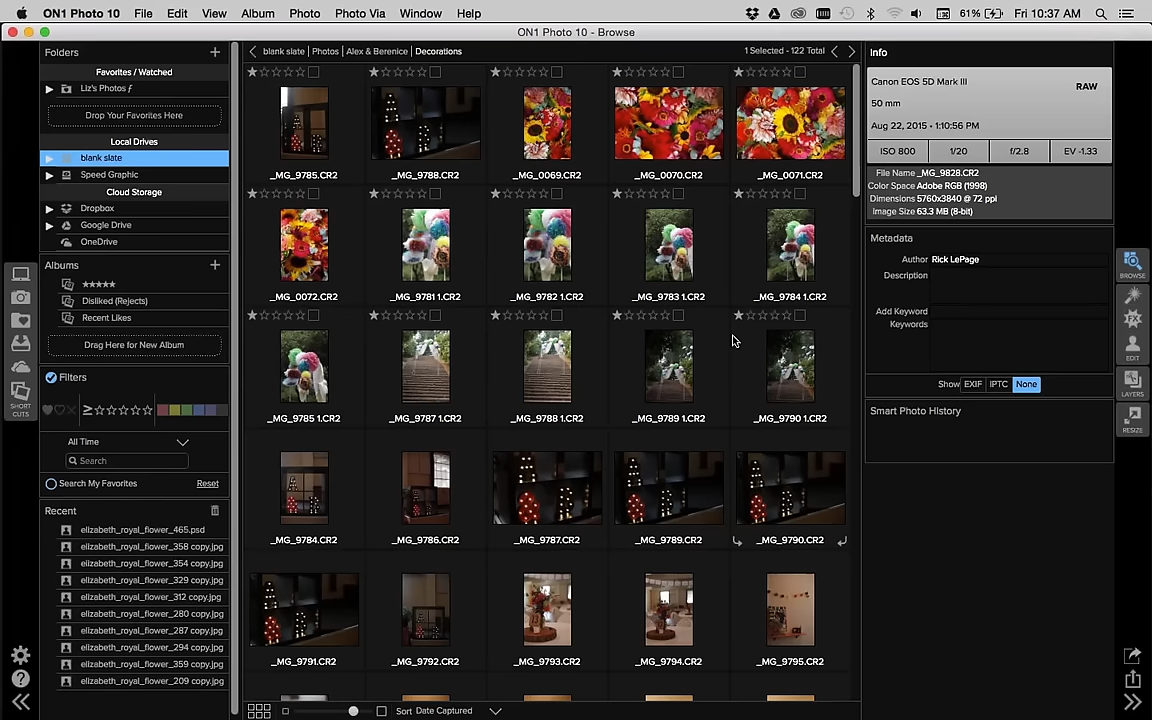 ON1 Photo 10 File Edit View Album Photo Photo Via Window Help 61% Fri 10:37 AM
ON1 Photo 10 - Browse
Folders
Favorites / Watched
Liz's Photos
Drop Your Favorites Here
Local Drives
blank slate
Speed Graphic
Cloud Storage
Dropbox
Google Drive
OneDrive
Albums
Disliked (Rejects)
Recent Likes
Drag Here for New Album
Filters
All Time
Search
Search My Favorites Reset
Recent
elizabeth_royal_flower_465.psd
elizabeth_royal_flower_358 copy.jpg
elizabeth_royal_flower_354 copy.jpg
elizabeth_royal_flower_329 copy.jpg
elizabeth_royal_flower_312 copy.jpg
elizabeth_royal_flower_280 copy.jpg
elizabeth_royal_flower_287 copy.jpg
elizabeth_royal_flower_294 copy.jpg
elizabeth_royal_flower_359 copy.jpg
elizabeth_royal_flower_209 copy.jpg
SHORT
CUTS
blank slate | Photos | Alex & Berenice | Decorations 1 Selected - 122 Total
_MG_9785.CR2 _MG_9788.CR2 _MG_0069.CR2 _MG_0070.CR2 _MG_0071.CR2
_MG_0072.CR2 _MG_9781 1.CR2 _MG_9782 1.CR2 _MG_9783 1.CR2 _MG_9784 1.CR2
_MG_9785 1.CR2 _MG_9787 1.CR2 _MG_9788 1.CR2 _MG_9789 1.CR2 _MG_9790 1.CR2
_MG_9784.CR2 _MG_9786.CR2 _MG_9787.CR2 _MG_9789.CR2 _MG_9790.CR2
_MG_9791.CR2 _MG_9792.CR2 _MG_9793.CR2 _MG_9794.CR2 _MG_9795.CR2
Sort Date Captured
Info
Canon EOS 5D Mark III RAW
50 mm
Aug 22, 2015 • 1:10:56 PM
ISO 800 1/20 f/2.8 EV -1.33
File Name _MG_9828.CR2
Color Space Adobe RGB (1998)
Dimensions 5760x3840 @ 72 ppi
Image Size 63.3 MB (8-bit)
Metadata
Author Rick LePage
Description
Add Keyword
Keywords
Show EXIF IPTC None
Smart Photo History
BROWSE
FX
EDIT
LAYERS
RESIZE